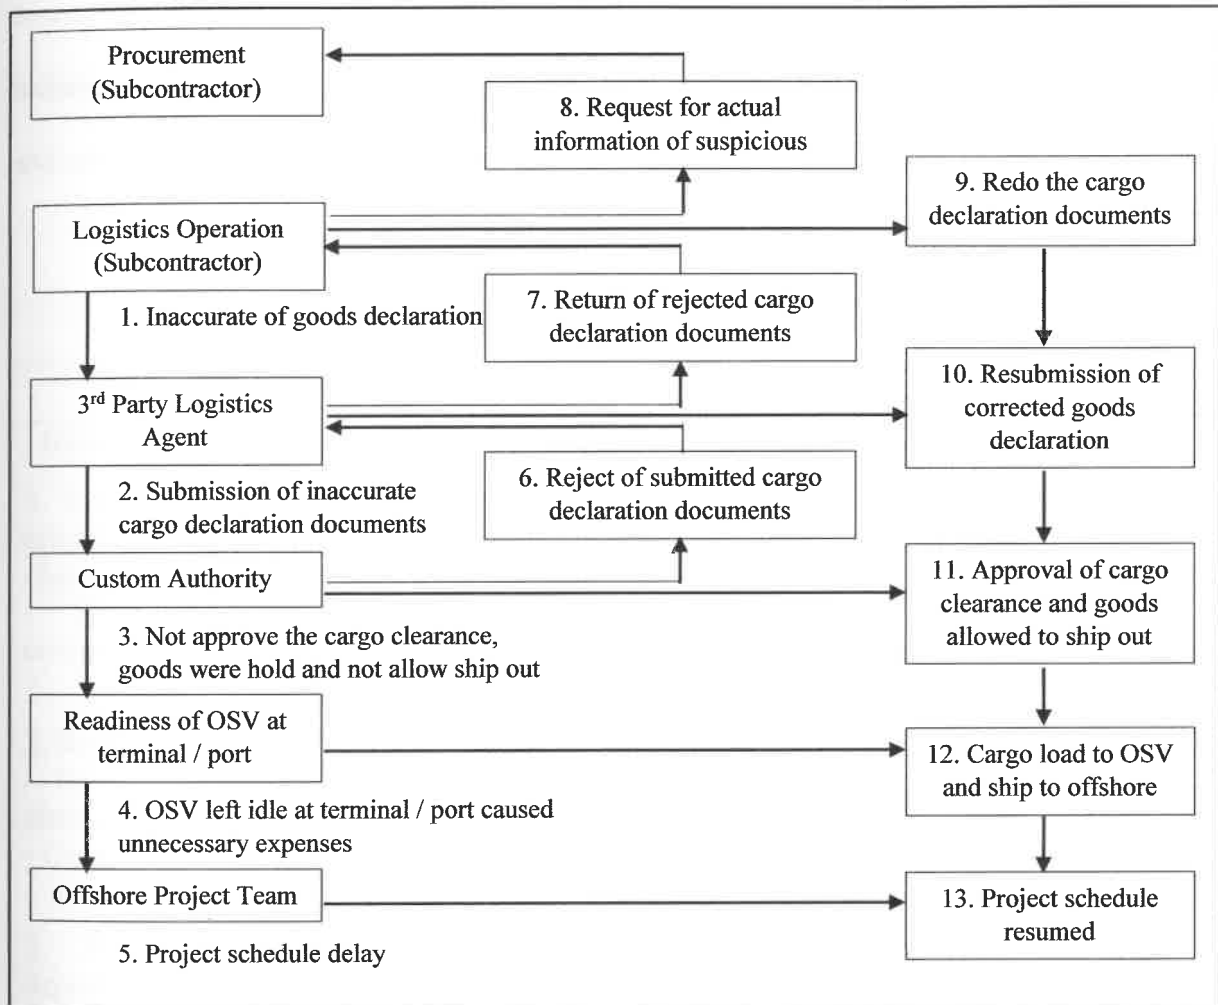 Procurement
(Subcontractor)
8. Request for actual
information of suspicious
9. Redo the cargo
declaration documents
Logistics Operation
(Subcontractor)
1. Inaccurate of goods declaration
7. Return of rejected cargo
declaration documents
3rd Party Logistics
Agent
10. Resubmission of
corrected goods
declaration
2. Submission of inaccurate
cargo declaration documents
6. Reject of submitted cargo
declaration documents
Custom Authority
11. Approval of cargo
clearance and goods
allowed to ship out
3. Not approve the cargo clearance,
goods were hold and not allow ship out
Readiness of OSV at
terminal / port
12. Cargo load to OSV
and ship to offshore
4. OSV left idle at terminal / port caused
unnecessary expenses
Offshore Project Team
13. Project schedule
resumed
5. Project schedule delay